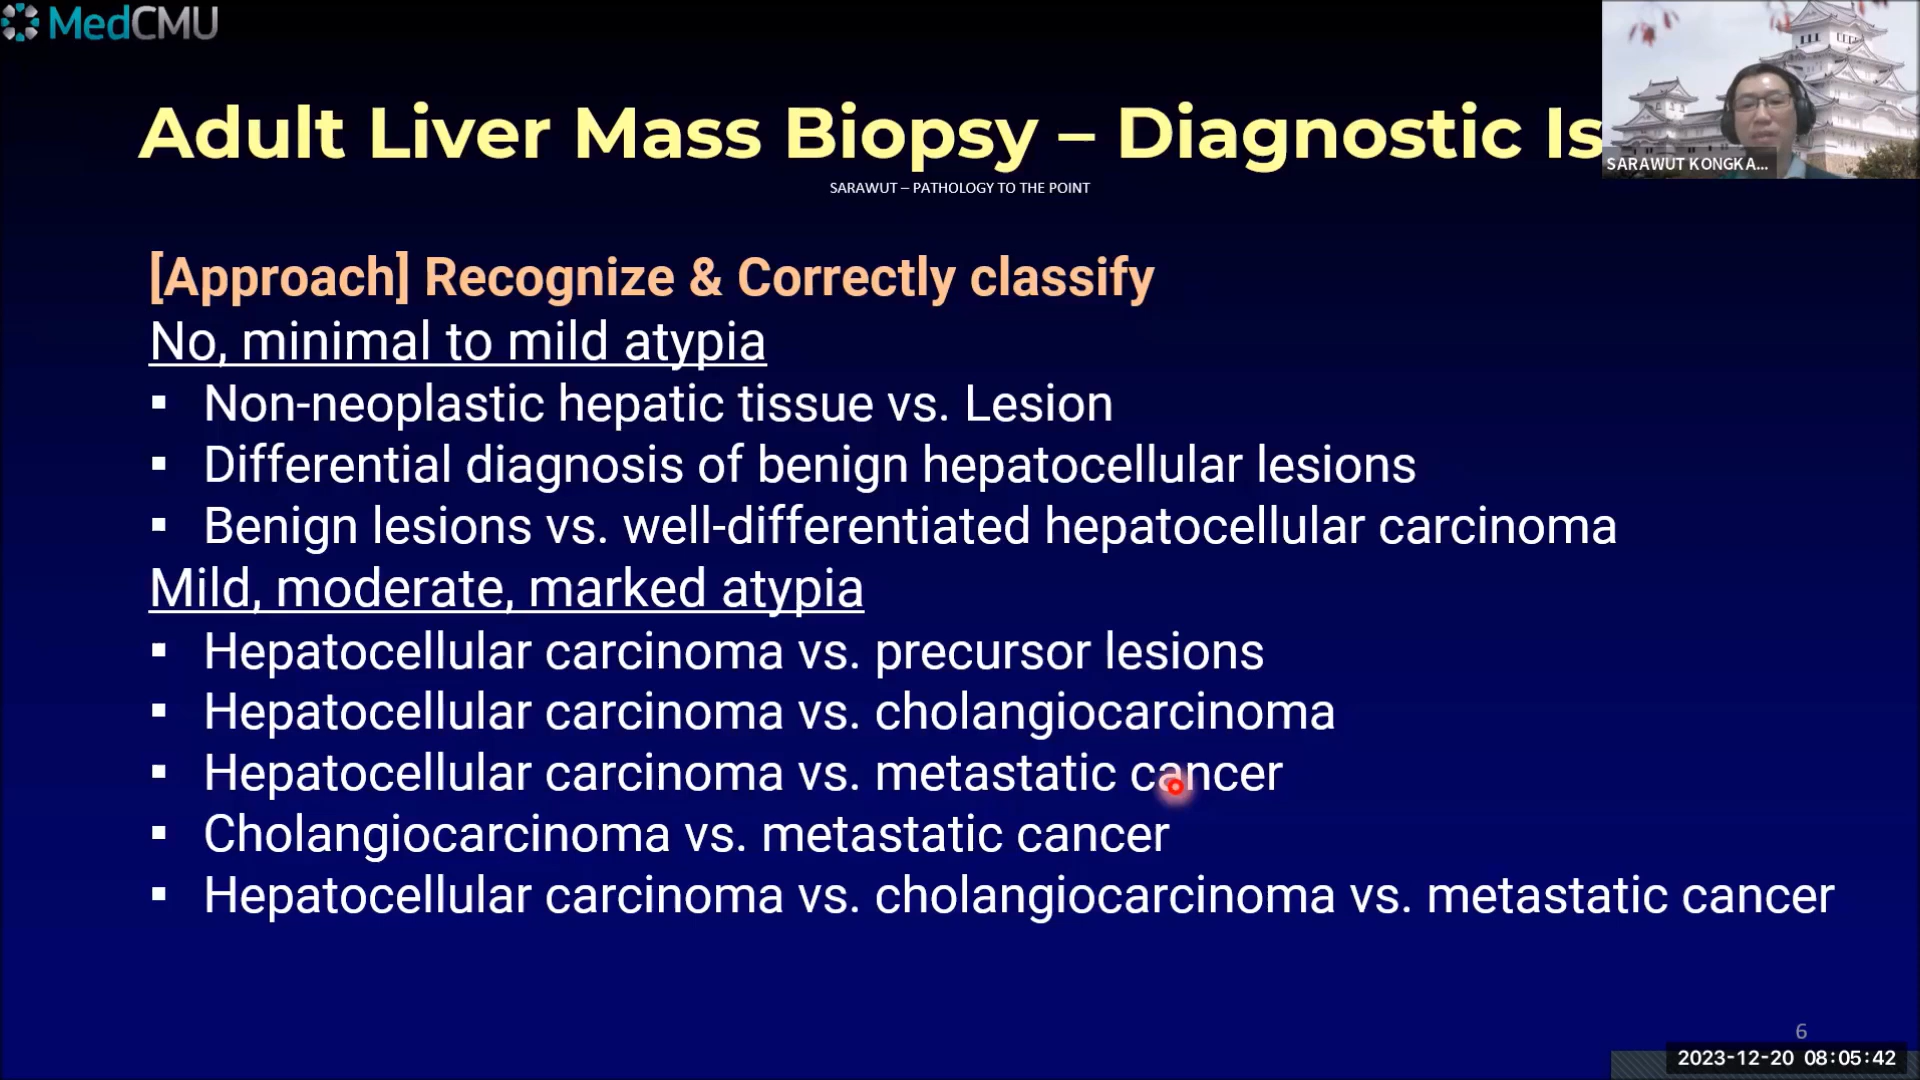 MedCMU
Adult Liver Mass Biopsy – Diagnostic Is
SARAWUT KONGKA...
SARAWUT – PATHOLOGY TO THE POINT
[Approach] Recognize & Correctly classify
No, minimal to mild atypia
▪ Non-neoplastic hepatic tissue vs. Lesion
▪ Differential diagnosis of benign hepatocellular lesions
▪ Benign lesions vs. well-differentiated hepatocellular carcinoma
Mild, moderate, marked atypia
▪ Hepatocellular carcinoma vs. precursor lesions
▪ Hepatocellular carcinoma vs. cholangiocarcinoma
▪ Hepatocellular carcinoma vs. metastatic cancer
▪ Cholangiocarcinoma vs. metastatic cancer
▪ Hepatocellular carcinoma vs. cholangiocarcinoma vs. metastatic cancer
6
2023-12-20 08:05:42